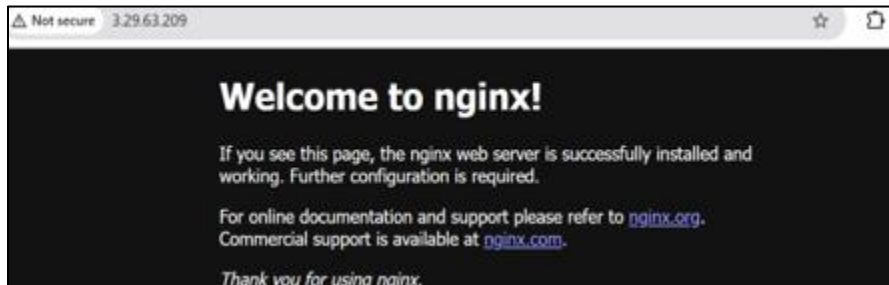 Not secure 3.29.63.209
Welcome to nginx!
If you see this page, the nginx web server is successfully installed and
working. Further configuration is required.
For online documentation and support please refer to nginx.org.
Commercial support is available at nginx.com.
Thank you for using nginx.